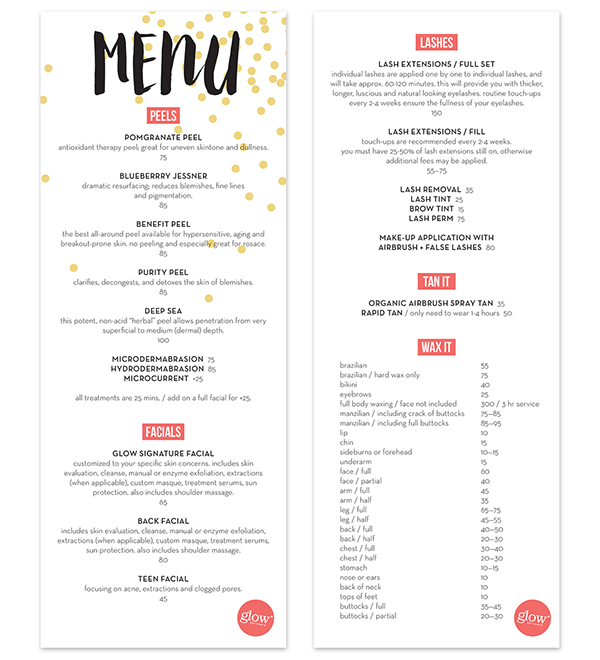 MENU
PEELS
POMGRANATE PEEL
antioxidant therapy peel; great for uneven skintone and dullness.
75
BLUEBERRY JESSNER
dramatic resurfacing; reduces blemishes, fine lines
and pigmentation.
85
BENEFIT PEEL
the best all-around peel available for hypersensitive, aging and
breakout-prone skin. no peeling and especially great for rosace.
85
PURITY PEEL
clarifies, decongests, and detoxes the skin of blemishes.
85
DEEP SEA
this potent, non-acid "herbal" peel allows penetration from very
superficial to medium (dermal) depth.
100
MICRODERMABRASION 75
HYDRODERMABRASION 85
MICROCURRENT +25
all treatments are 25 mins. / add on a full facial for +25.
FACIALS
GLOW SIGNATURE FACIAL
customized to your specific skin concerns. includes skin
evaluation, cleanse, manual or enzyme exfoliation, extractions
(when applicable), custom masque, treatment serums, sun
protection. also includes shoulder massage.
65
BACK FACIAL
includes skin evaluation, cleanse, manual or enzyme exfoliation,
extractions (when applicable), custom masque, treatment serums,
sun protection. also includes shoulder massage.
80
TEEN FACIAL
focusing on acne, extractions and clogged pores.
45
glow
LASHES
LASH EXTENSIONS / FULL SET
individual lashes are applied one by one to individual lashes, and
will take approx. 60-120 minutes. this will provide you with thicker,
longer, luscious and natural looking eyelashes. routine touch-ups
every 2-4 weeks ensure the fullness of your eyelashes.
150
LASH EXTENSIONS / FILL
touch-ups are recommended every 2-4 weeks.
you must have 25-50% of lash extensions still on, otherwise
additional fees may be applied.
55–75
LASH REMOVAL 35
LASH TINT 25
BROW TINT 15
LASH PERM 75
MAKE-UP APPLICATION WITH
AIRBRUSH + FALSE LASHES 80
TAN IT
ORGANIC AIRBRUSH SPRAY TAN 35
RAPID TAN / only need to wear 1-4 hours 50
WAX IT
brazilian 55
brazilian / hard wax only 75
bikini 40
eyebrows 25
full body waxing / face not included 300 / 3 hr service
manzilian / including crack of buttocks 75–85
manzilian / including full buttocks 85–95
lip 10
chin 15
sideburns or forehead 10–15
underarm 15
face / full 60
face / partial 40
arm / full 45
arm / half 35
leg / full 65–75
leg / half 45–55
back / full 40–50
back / half 20–30
chest / full 30–40
chest / half 20–30
stomach 10–15
nose or ears 10
back of neck 10
tops of feet 10
buttocks / full 35–45
buttocks / partial 20–30
glow